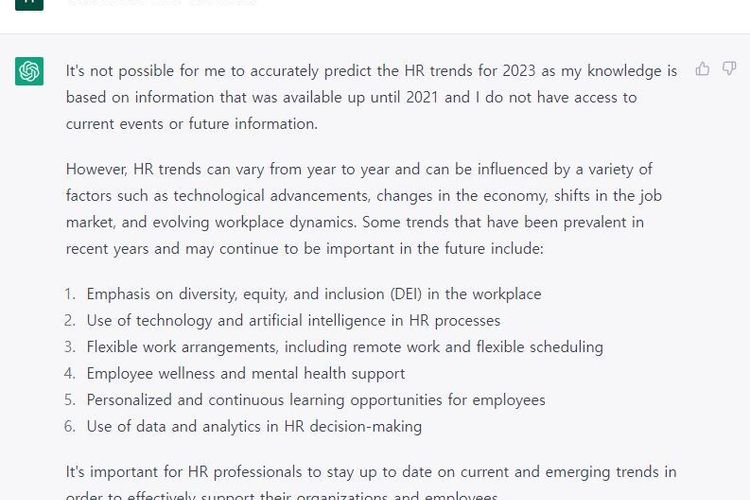 It's not possible for me to accurately predict the HR trends for 2023 as my knowledge is
based on information that was available up until 2021 and I do not have access to
current events or future information.
However, HR trends can vary from year to year and can be influenced by a variety of
factors such as technological advancements, changes in the economy, shifts in the job
market, and evolving workplace dynamics. Some trends that have been prevalent in
recent years and may continue to be important in the future include:
1. Emphasis on diversity, equity, and inclusion (DEI) in the workplace
2. Use of technology and artificial intelligence in HR processes
3. Flexible work arrangements, including remote work and flexible scheduling
4. Employee wellness and mental health support
5. Personalized and continuous learning opportunities for employees
6. Use of data and analytics in HR decision-making
It's important for HR professionals to stay up to date on current and emerging trends in
order to effectively support their organizations and employees.